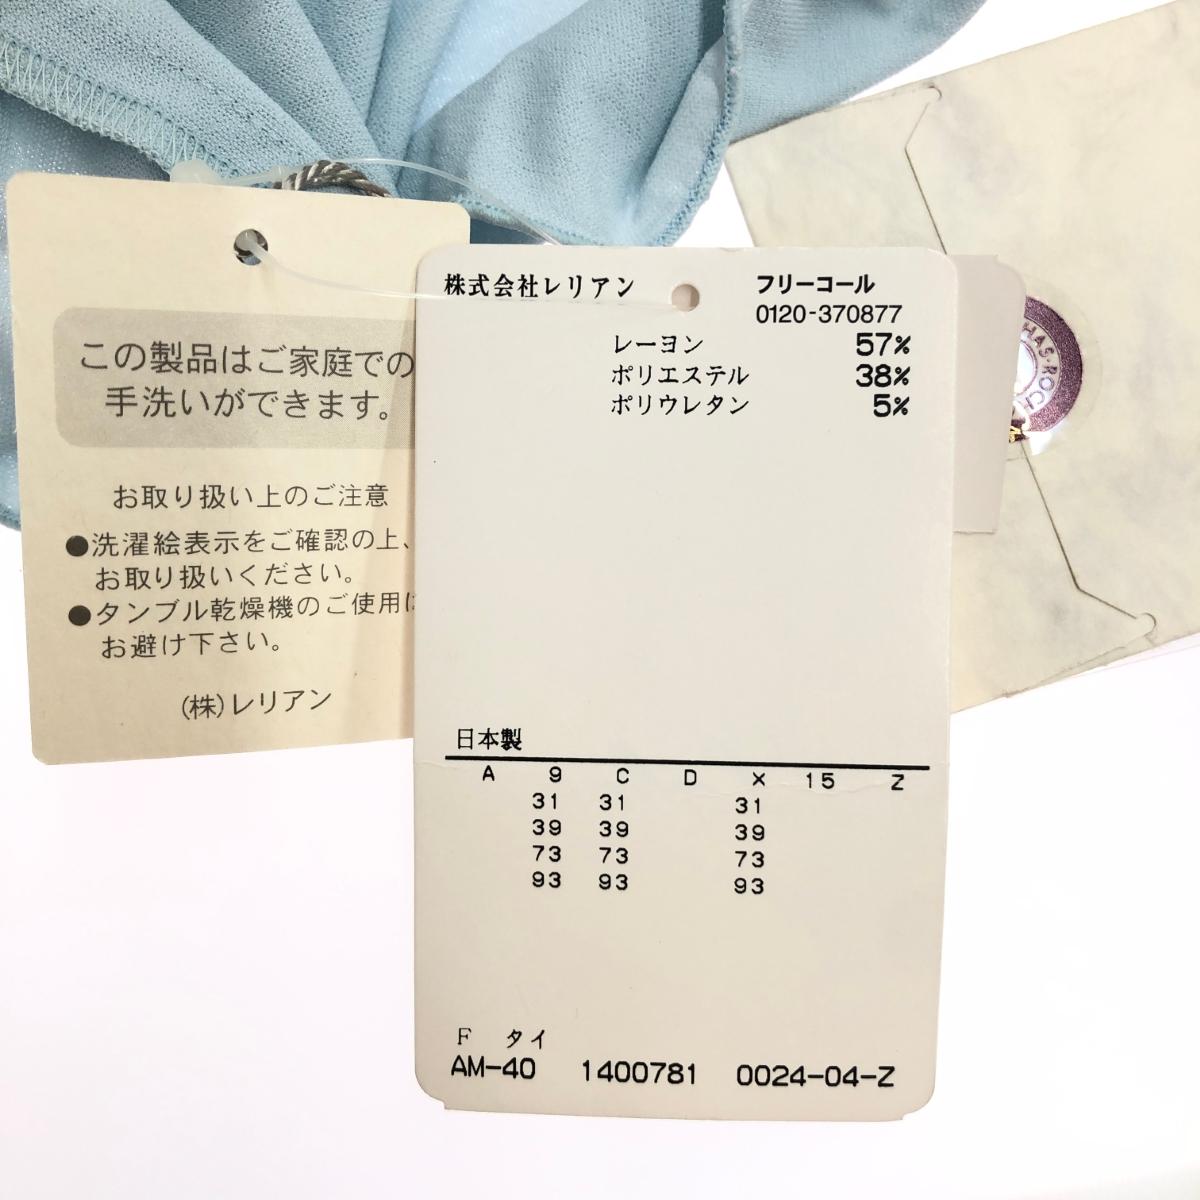 この製品はご家庭での
手洗いができます。
お取り扱い上のご注意
●洗濯絵表示をご確認の上、
お取り扱いください。
●タンブル乾燥機のご使用は
お避け下さい。
(株)レリアン
株式会社レリアン フリーコール
0120-370877
レーヨン 57%
ポリエステル 38%
ポリウレタン 5%
日本製
A 9 C D X 15 Z
31 31 31
39 39 39
73 73 73
93 93 93
F タイ
AM-40 1400781 0024-04-Z
HAS・ROCH